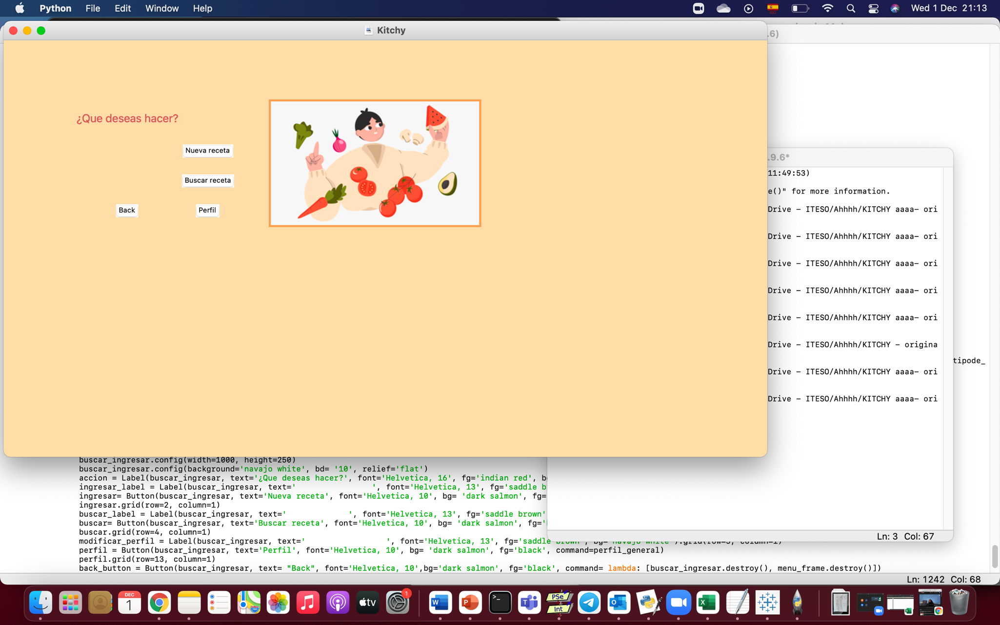 Python File Edit Window Help
Wed 1 Dec 21:13
Kitchy
.6)
¿Que deseas hacer?
Nueva receta
Buscar receta
Back
Perfil
.9.6*
11:49:53)
e()" for more information.
Drive - ITESO/Ahhhh/KITCHY aaaa- ori
Drive - ITESO/Ahhhh/KITCHY aaaa- ori
Drive - ITESO/Ahhhh/KITCHY aaaa- ori
Drive - ITESO/Ahhhh/KITCHY aaaa- ori
Drive - ITESO/Ahhhh/KITCHY aaaa- ori
Drive - ITESO/Ahhhh/KITCHY - origina
tipode_
Drive - ITESO/Ahhhh/KITCHY aaaa- ori
Drive - ITESO/Ahhhh/KITCHY aaaa- ori
buscar_ingresar.config(width=1000, height=250)
buscar_ingresar.config(background='navajo white', bd= '10', relief='flat')
accion = Label(buscar_ingresar, text='¿Que deseas hacer?', font='Helvetica, 16', fg='indian red', b
ingresar_label = Label(buscar_ingresar, text=' ', font='Helvetica, 13', fg='saddle b
ingresar= Button(buscar_ingresar, text='Nueva receta', font='Helvetica, 10', bg= 'dark salmon', fg=
ingresar.grid(row=2, column=1)
buscar_label = Label(buscar_ingresar, text=' ', font='Helvetica, 13', fg='saddle brown'
buscar= Button(buscar_ingresar, text='Buscar receta', font='Helvetica, 10', bg= 'dark salmon', fg='
buscar.grid(row=4, column=1)
Ln: 3 Col: 67
modificar_perfil = Label(buscar_ingresar, text=' ', font='Helvetica, 13', fg='saddle brown', bg='navajo white').grid(row=5, column=1)
perfil = Button(buscar_ingresar, text='Perfil', font='Helvetica, 10', bg= 'dark salmon', fg='black', command=perfil_general)
perfil.grid(row=13, column=1)
back_button = Button(buscar_ingresar, text= "Back", font='Helvetica, 10',bg='dark salmon', fg='black', command= lambda: [buscar_ingresar.destroy(), menu_frame.destroy()])
Ln: 1242 Col: 68
DEC
1
280
tv
1
W
P
>_
T
PSe
Int
O
X